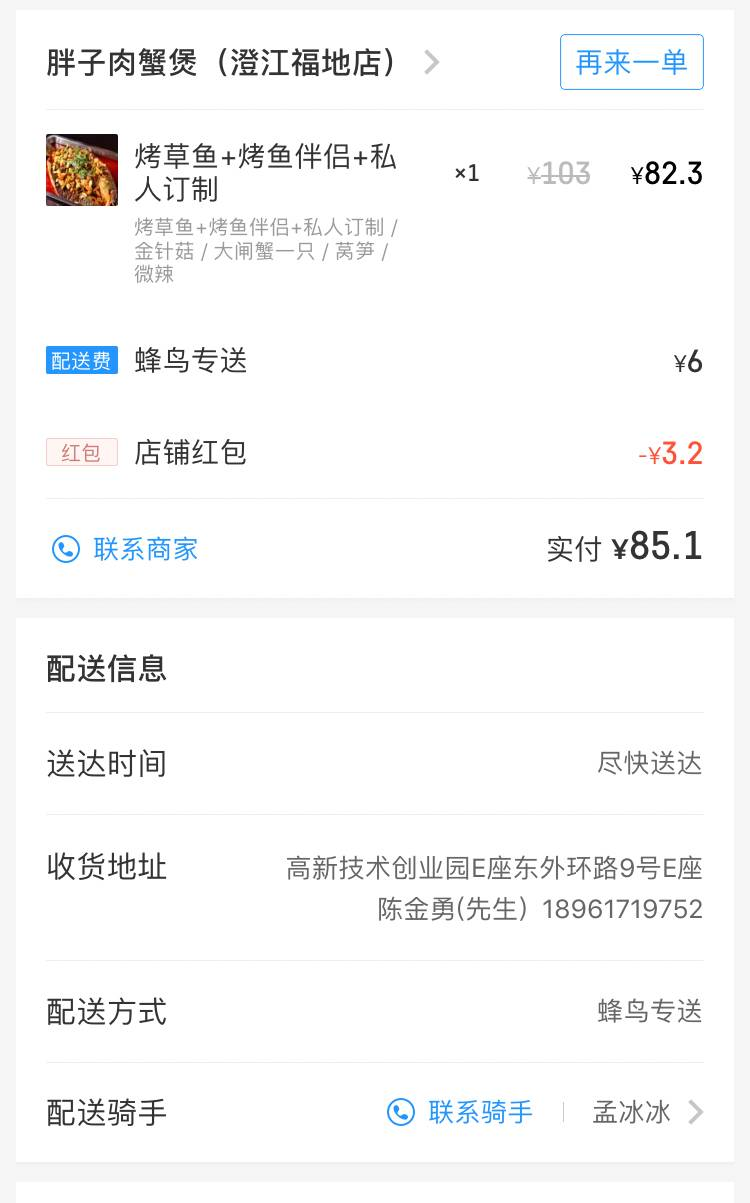 胖子肉蟹煲（澄江福地店）
再来一单
烤草鱼+烤鱼伴侣+私
人订制
×1
¥103
¥82.3
烤草鱼+烤鱼伴侣+私人订制 /
金针菇 / 大闸蟹一只 / 莴笋 /
微辣
配送费 蜂鸟专送 ¥6
红包 店铺红包 -¥3.2
联系商家 实付 ¥85.1
配送信息
送达时间 尽快送达
收货地址 高新技术创业园E座东外环路9号E座
陈金勇(先生）18961719752
配送方式 蜂鸟专送
配送骑手 联系骑手 孟冰冰